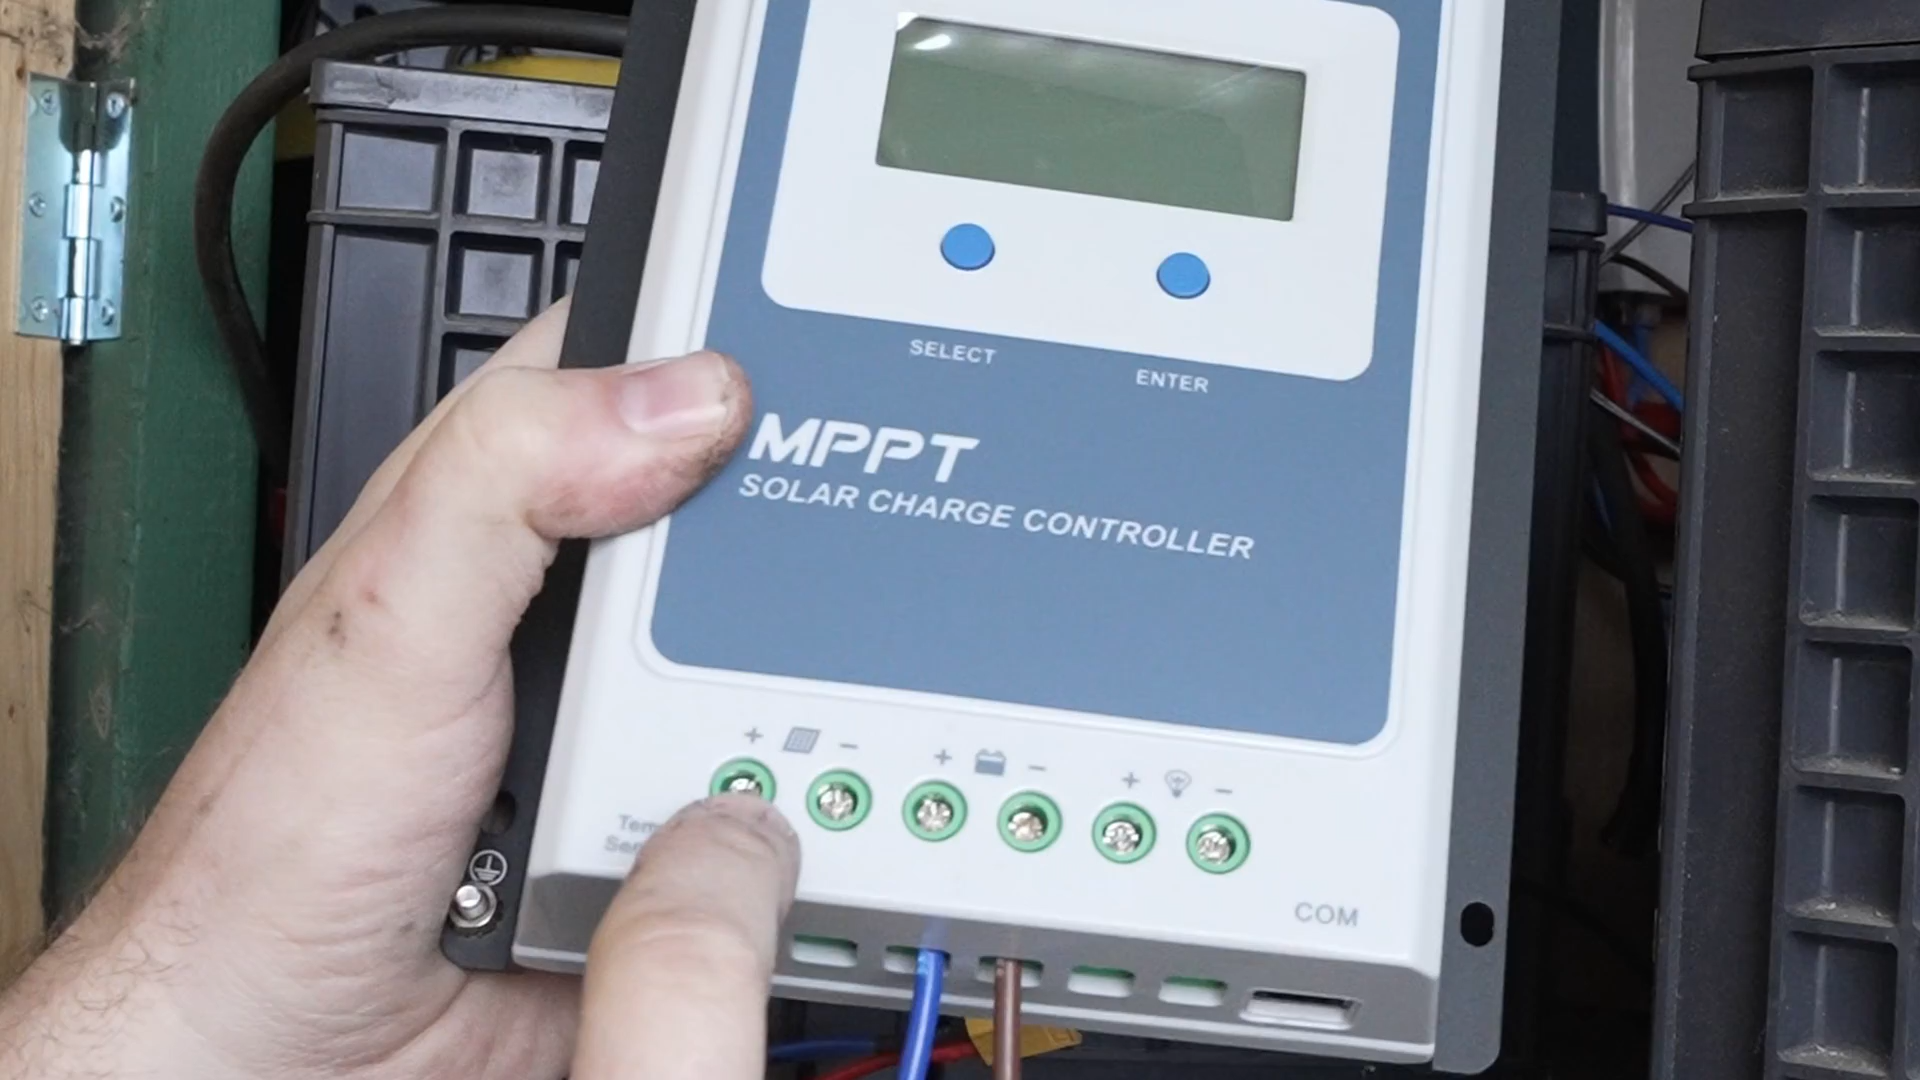 SELECT
ENTER
MPPT
SOLAR CHARGE CONTROLLER
+ − + − + −
COM